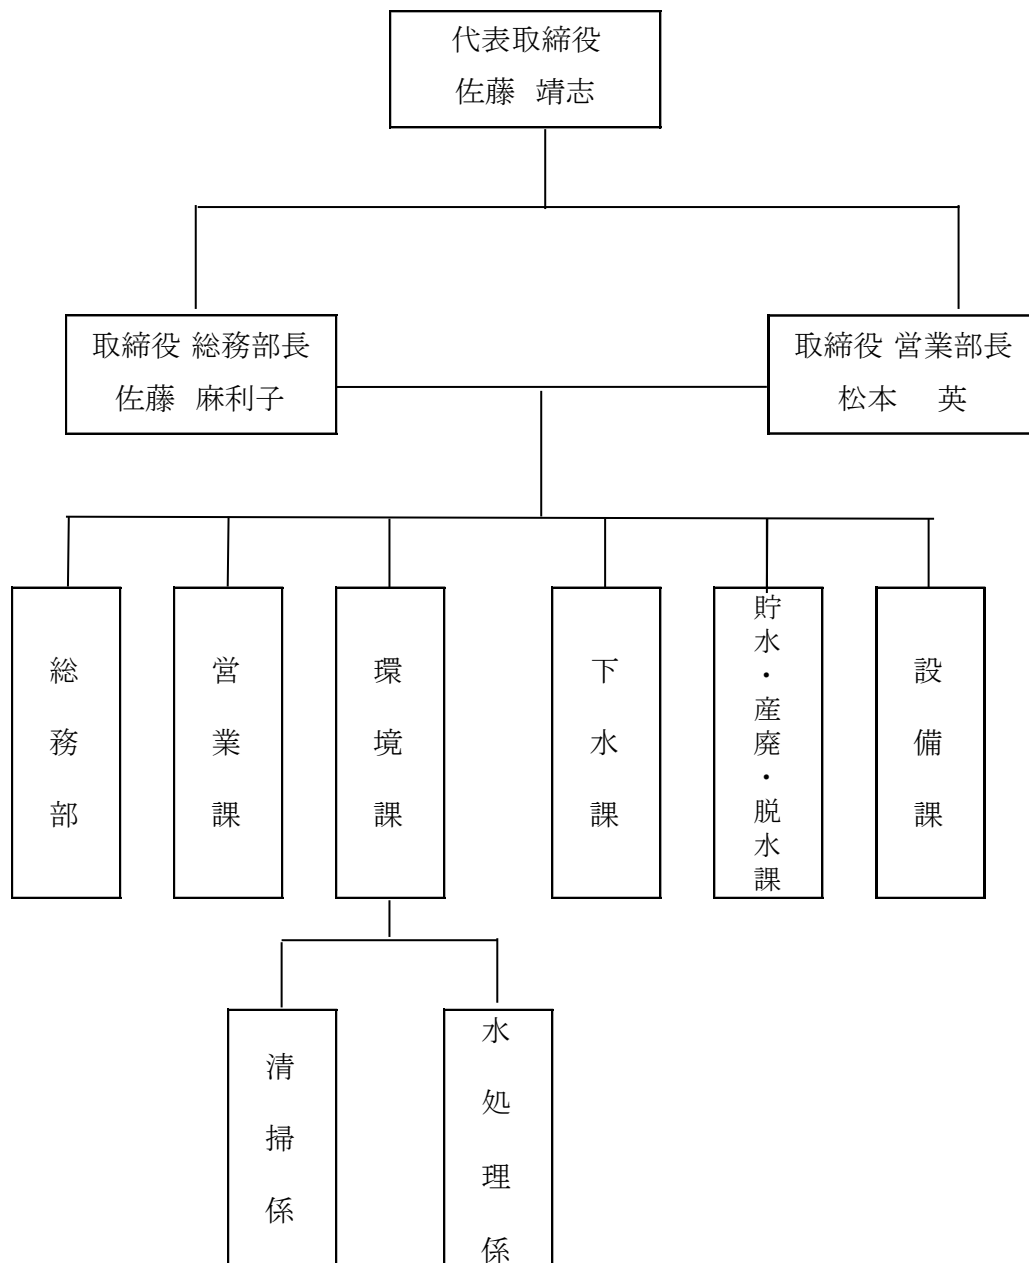 代表取締役
佐藤 靖志
取締役 総務部長
佐藤 麻利子
取締役 営業部長
松本 英
総務部
営業課
環境課
下水課
貯水・産廃・脱水課
設備課
清掃係
水処理係